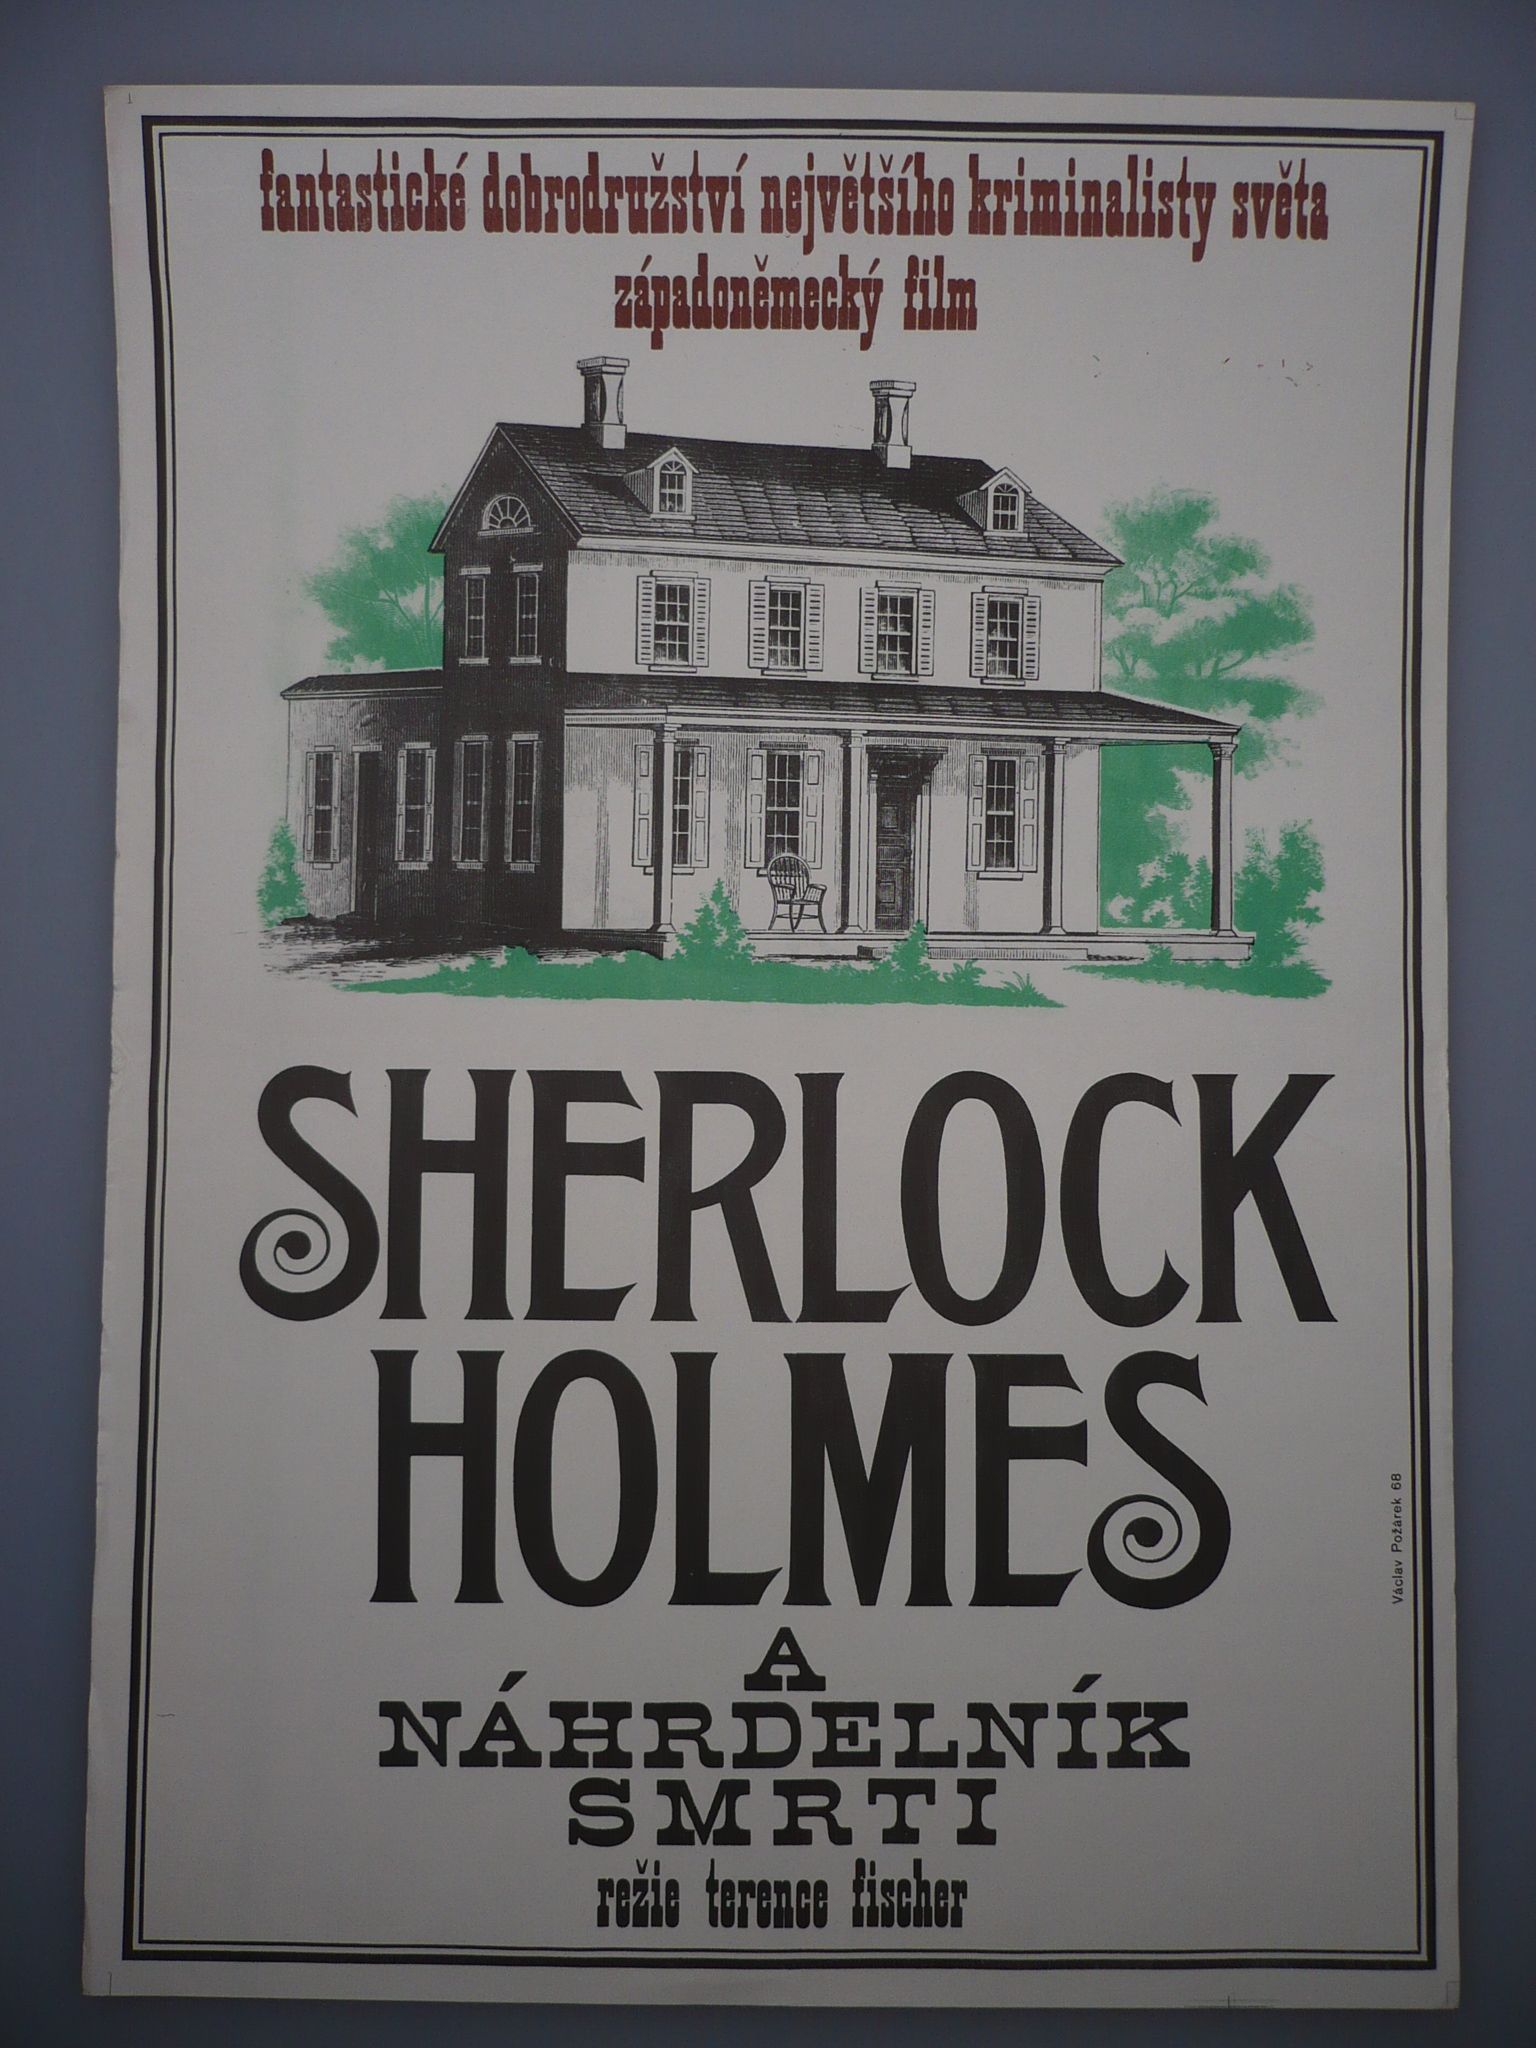 fantastické dobrodružství největšího kriminalisty světa
západoněmecký film
SHERLOCK
HOLMES
A
NÁHRDELNÍK
SMRTI
režie terence fischer
Václav Požárek 68